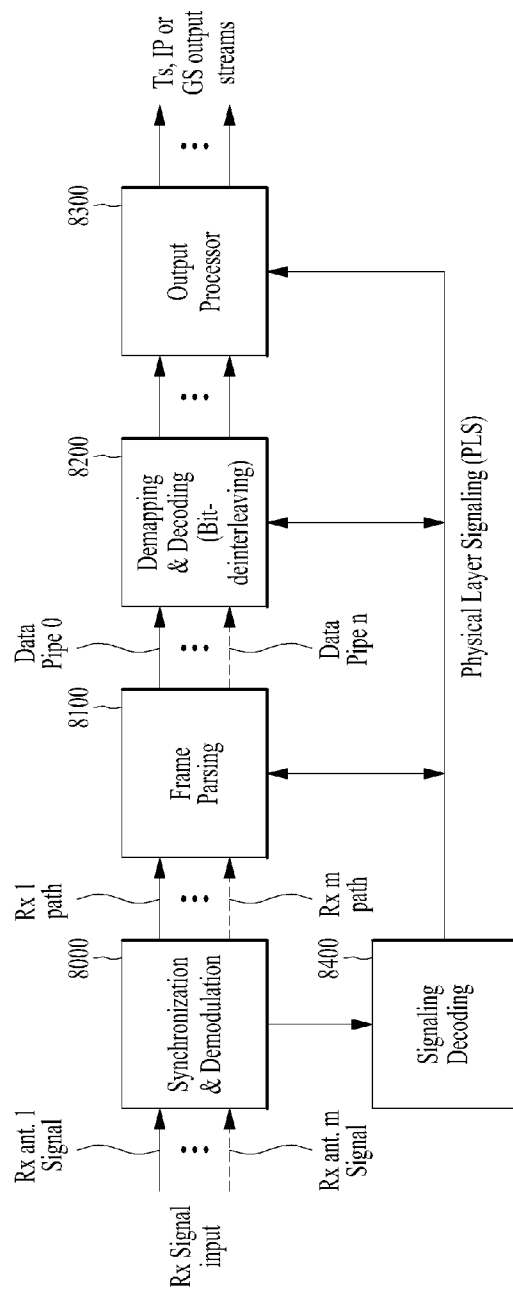 Rx Signal
input
Rx ant. 1
Signal
Rx ant. m
Signal
8000
Synchronization
& Demodulation
Rx 1
path
Rx m
path
8100
Frame
Parsing
Data
Pipe 0
Data
Pipe n
8200
Demapping
& Decoding
(Bit-
deinterleaving)
8300
Output
Processor
Ts, IP or
GS output
streams
8400
Signaling
Decoding
Physical Layer Signaling (PLS)